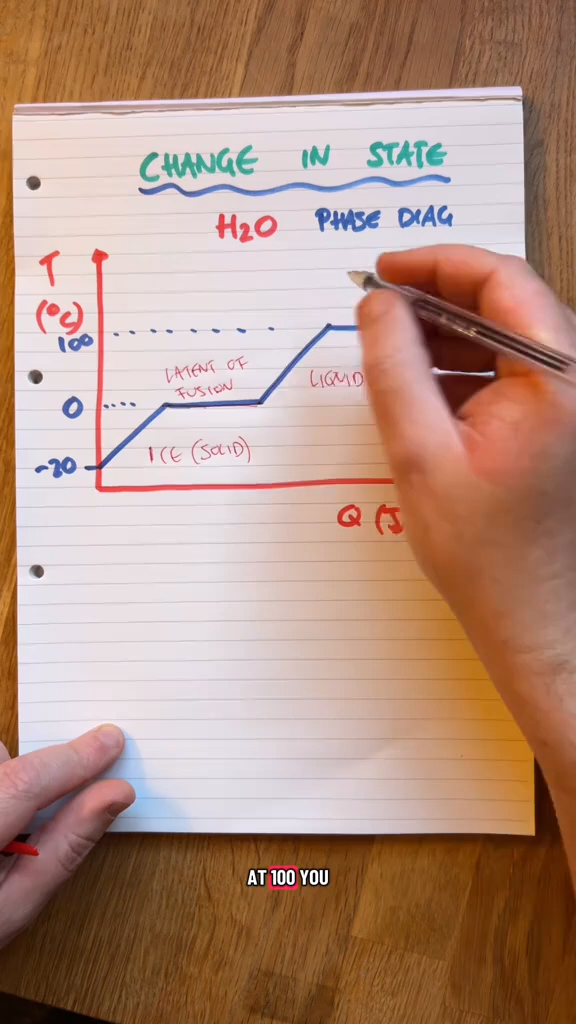 CHANGE IN STATE
H2O PHASE DIAG
T
(°C)
100
LATENT OF
FUSION
LIQUID
0
ICE (SOLID)
-20
Q (J
AT 100 YOU